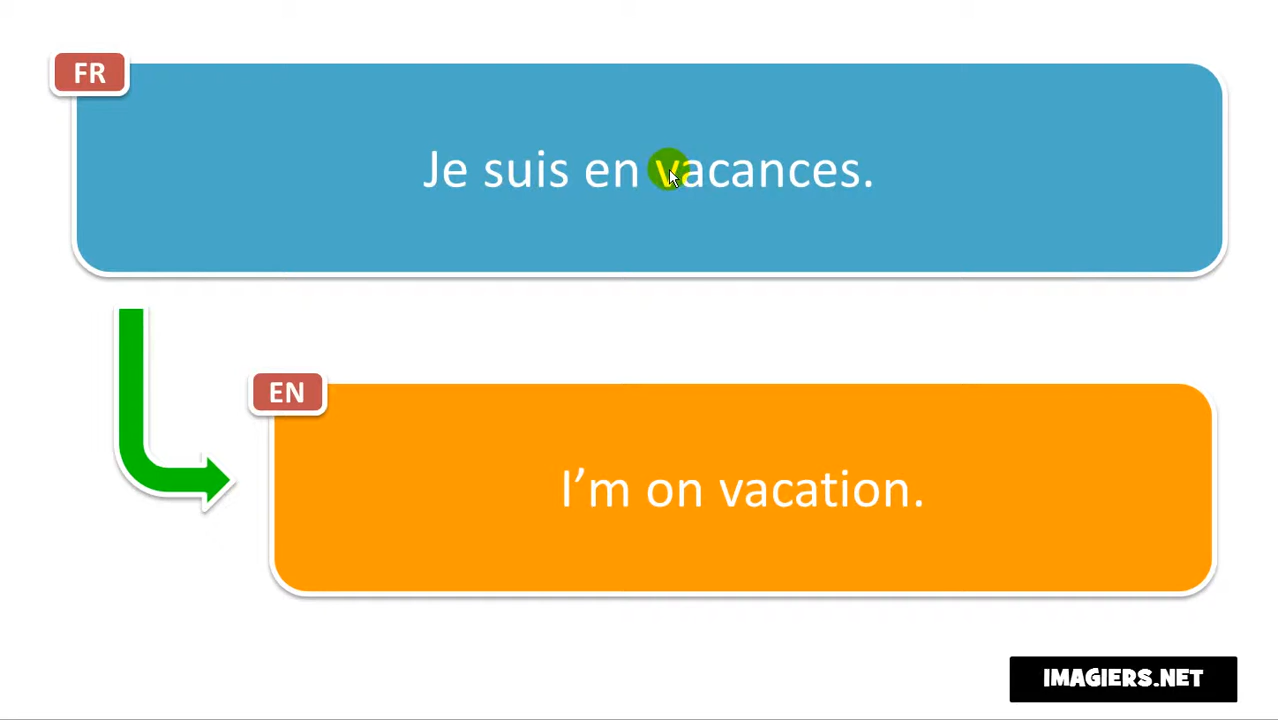 FR
Je suis en vacances.
EN
I’m on vacation.
IMAGIERS.NET